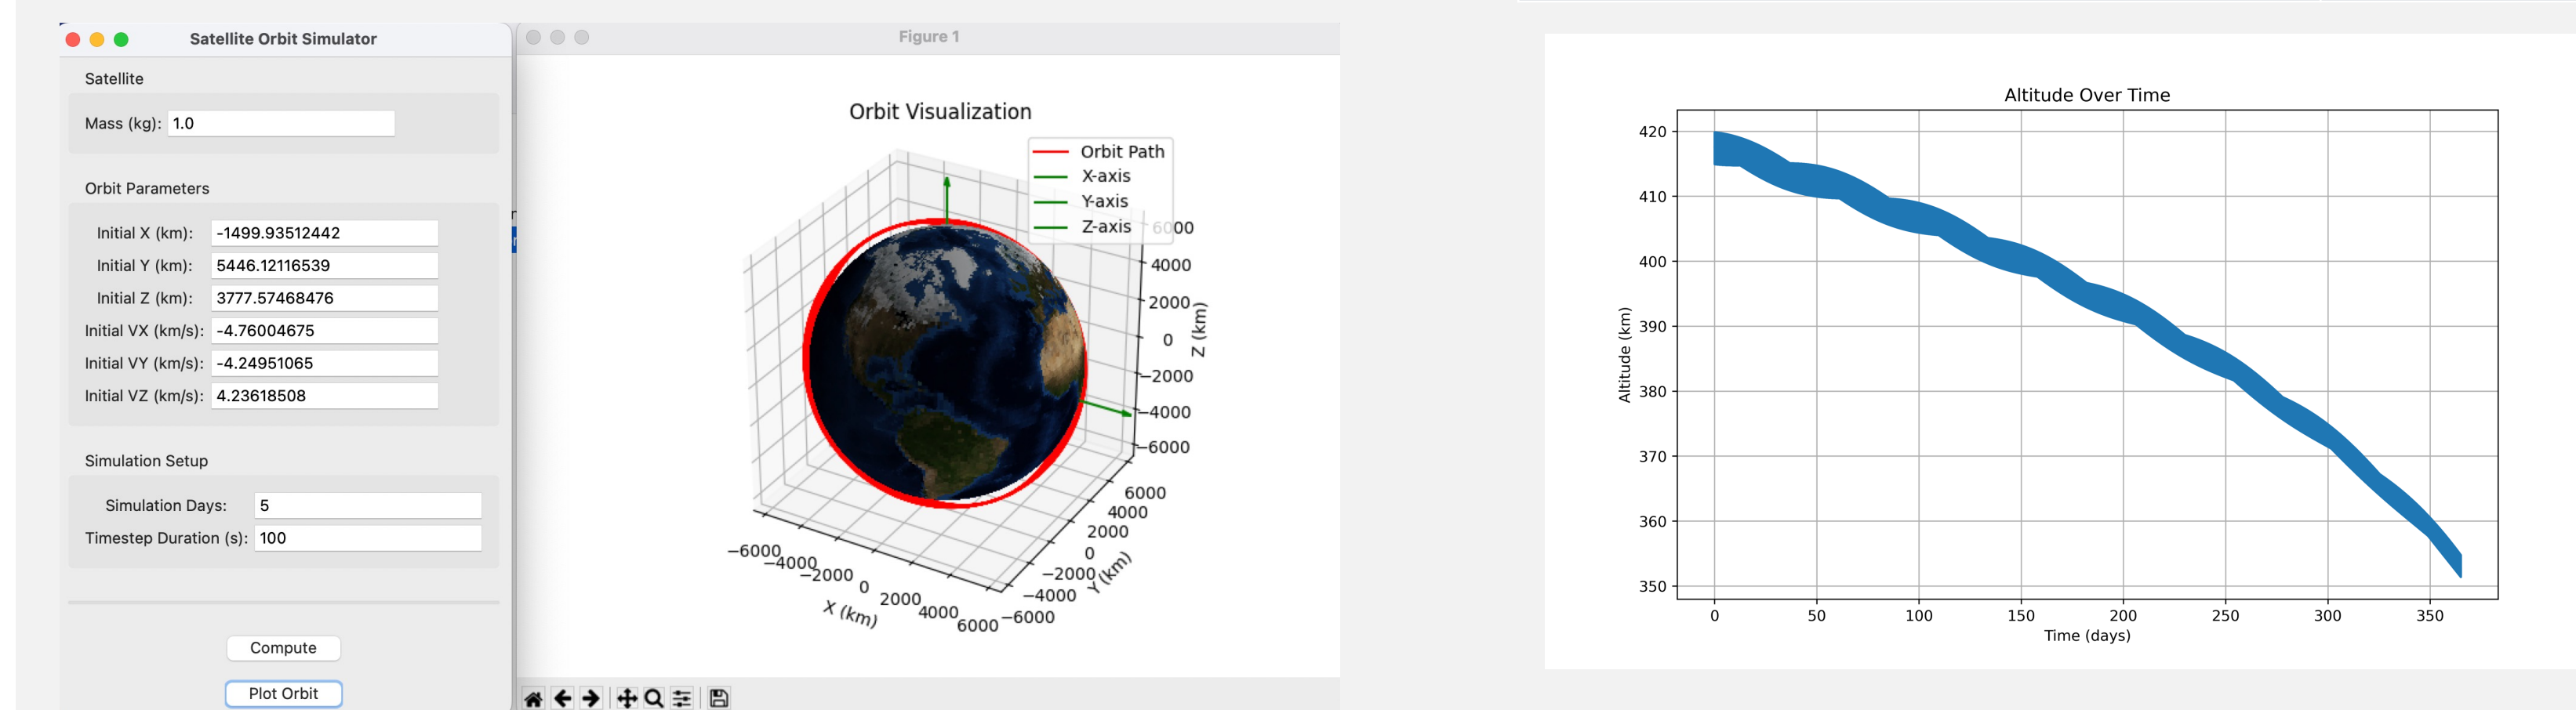 Satellite Orbit Simulator
Satellite
Mass (kg): 1.0
Orbit Parameters
Initial X (km): -1499.93512442
Initial Y (km): 5446.12116539
Initial Z (km): 3777.57468476
Initial VX (km/s): -4.76004675
Initial VY (km/s): -4.24951065
Initial VZ (km/s): 4.23618508
Simulation Setup
Simulation Days: 5
Timestep Duration (s): 100
Compute
Plot Orbit
Figure 1
Orbit Visualization
Orbit Path
X-axis
Y-axis
Z-axis
6000
4000
2000
0
−2000
−4000
−6000
Z (km)
6000
4000
2000
0
−2000
−4000
−6000
Y (km)
−6000
−4000
−2000
0
2000
4000
6000
X (km)
Altitude Over Time
420
410
400
390
380
370
360
350
Altitude (km)
0 50 100 150 200 250 300 350
Time (days)